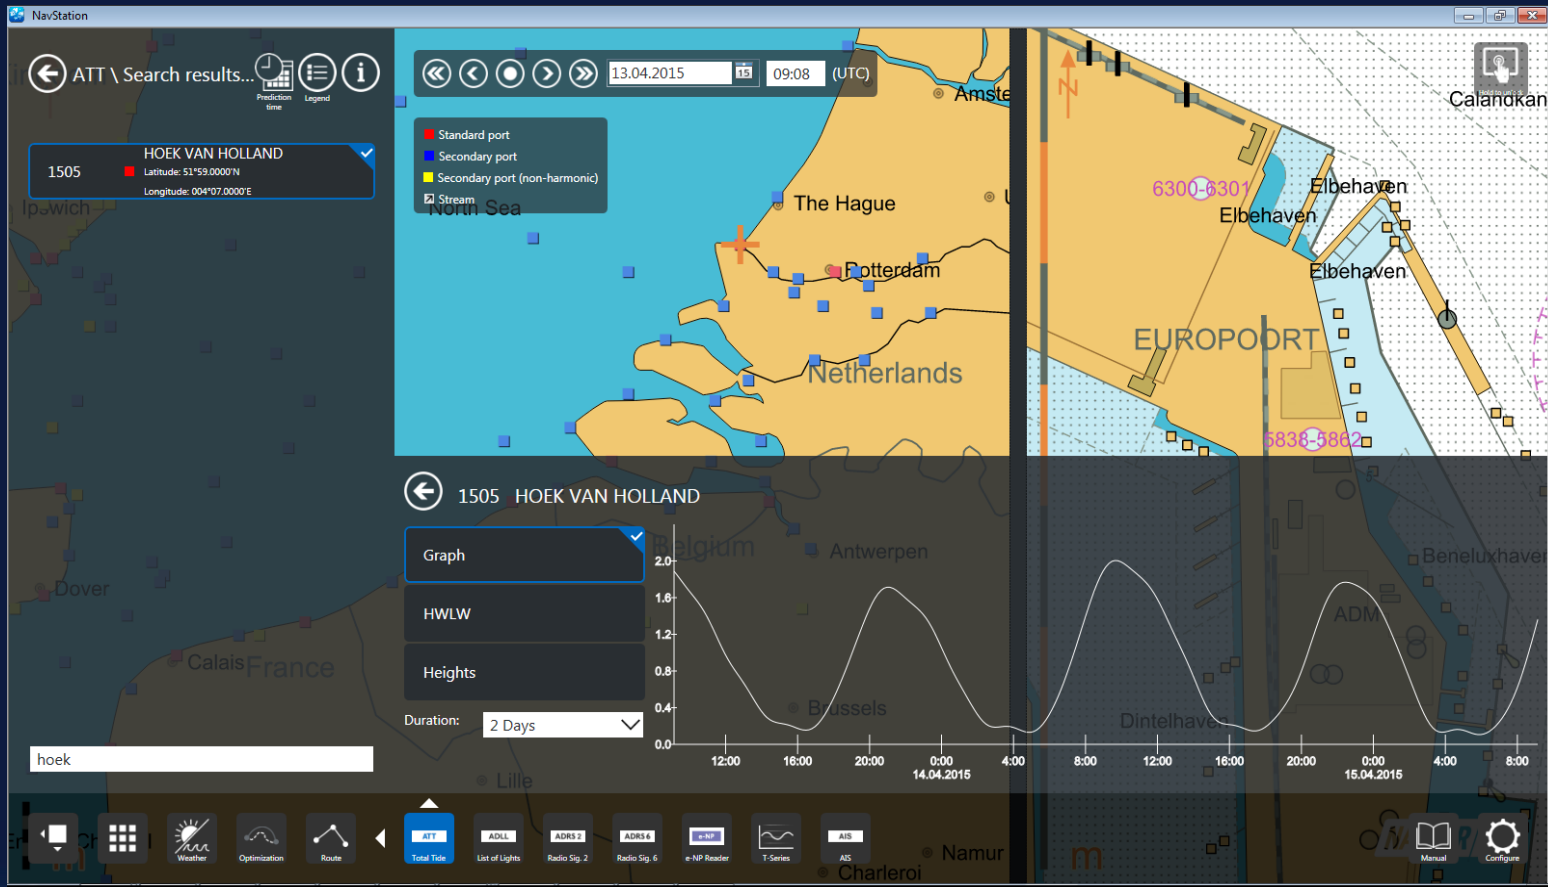 NavStation
ATT \ Search results...
Prediction time
Legend
1505
HOEK VAN HOLLAND
Latitude: 51°59.0000'N
Longitude: 004°07.0000'E
13.04.2015
15
09:08
(UTC)
Standard port
Secondary port
Secondary port (non-harmonic)
Stream
North Sea
Ipswich
Amste
The Hague
Rotterdam
Netherlands
N
Hold to unlock
Calandkan
6300-6301
Elbehaven
Elbehaven
Elbehaven
EUROPOORT
5838-5862
Beneluxhaven
ADM
Dintelhaven
Dover
Calais
France
Belgium
Antwerpen
Brussels
Lille
Namur
Charleroi
m
1505 HOEK VAN HOLLAND
Graph
HWLW
Heights
Duration:
2 Days
2.0
1.6
1.2
0.8
0.4
0.0
12:00 16:00 20:00 0:00 4:00 8:00 12:00 16:00 20:00 0:00 4:00 8:00
14.04.2015 15.04.2015
hoek
Weather
Optimization
Route
ATT
Total Tide
ADLL
List of Lights
ADRS 2
Radio Sig. 2
ADRS 6
Radio Sig. 6
e-NP
e-NP Reader
T-Series
AIS
AIS
Manual
Configure